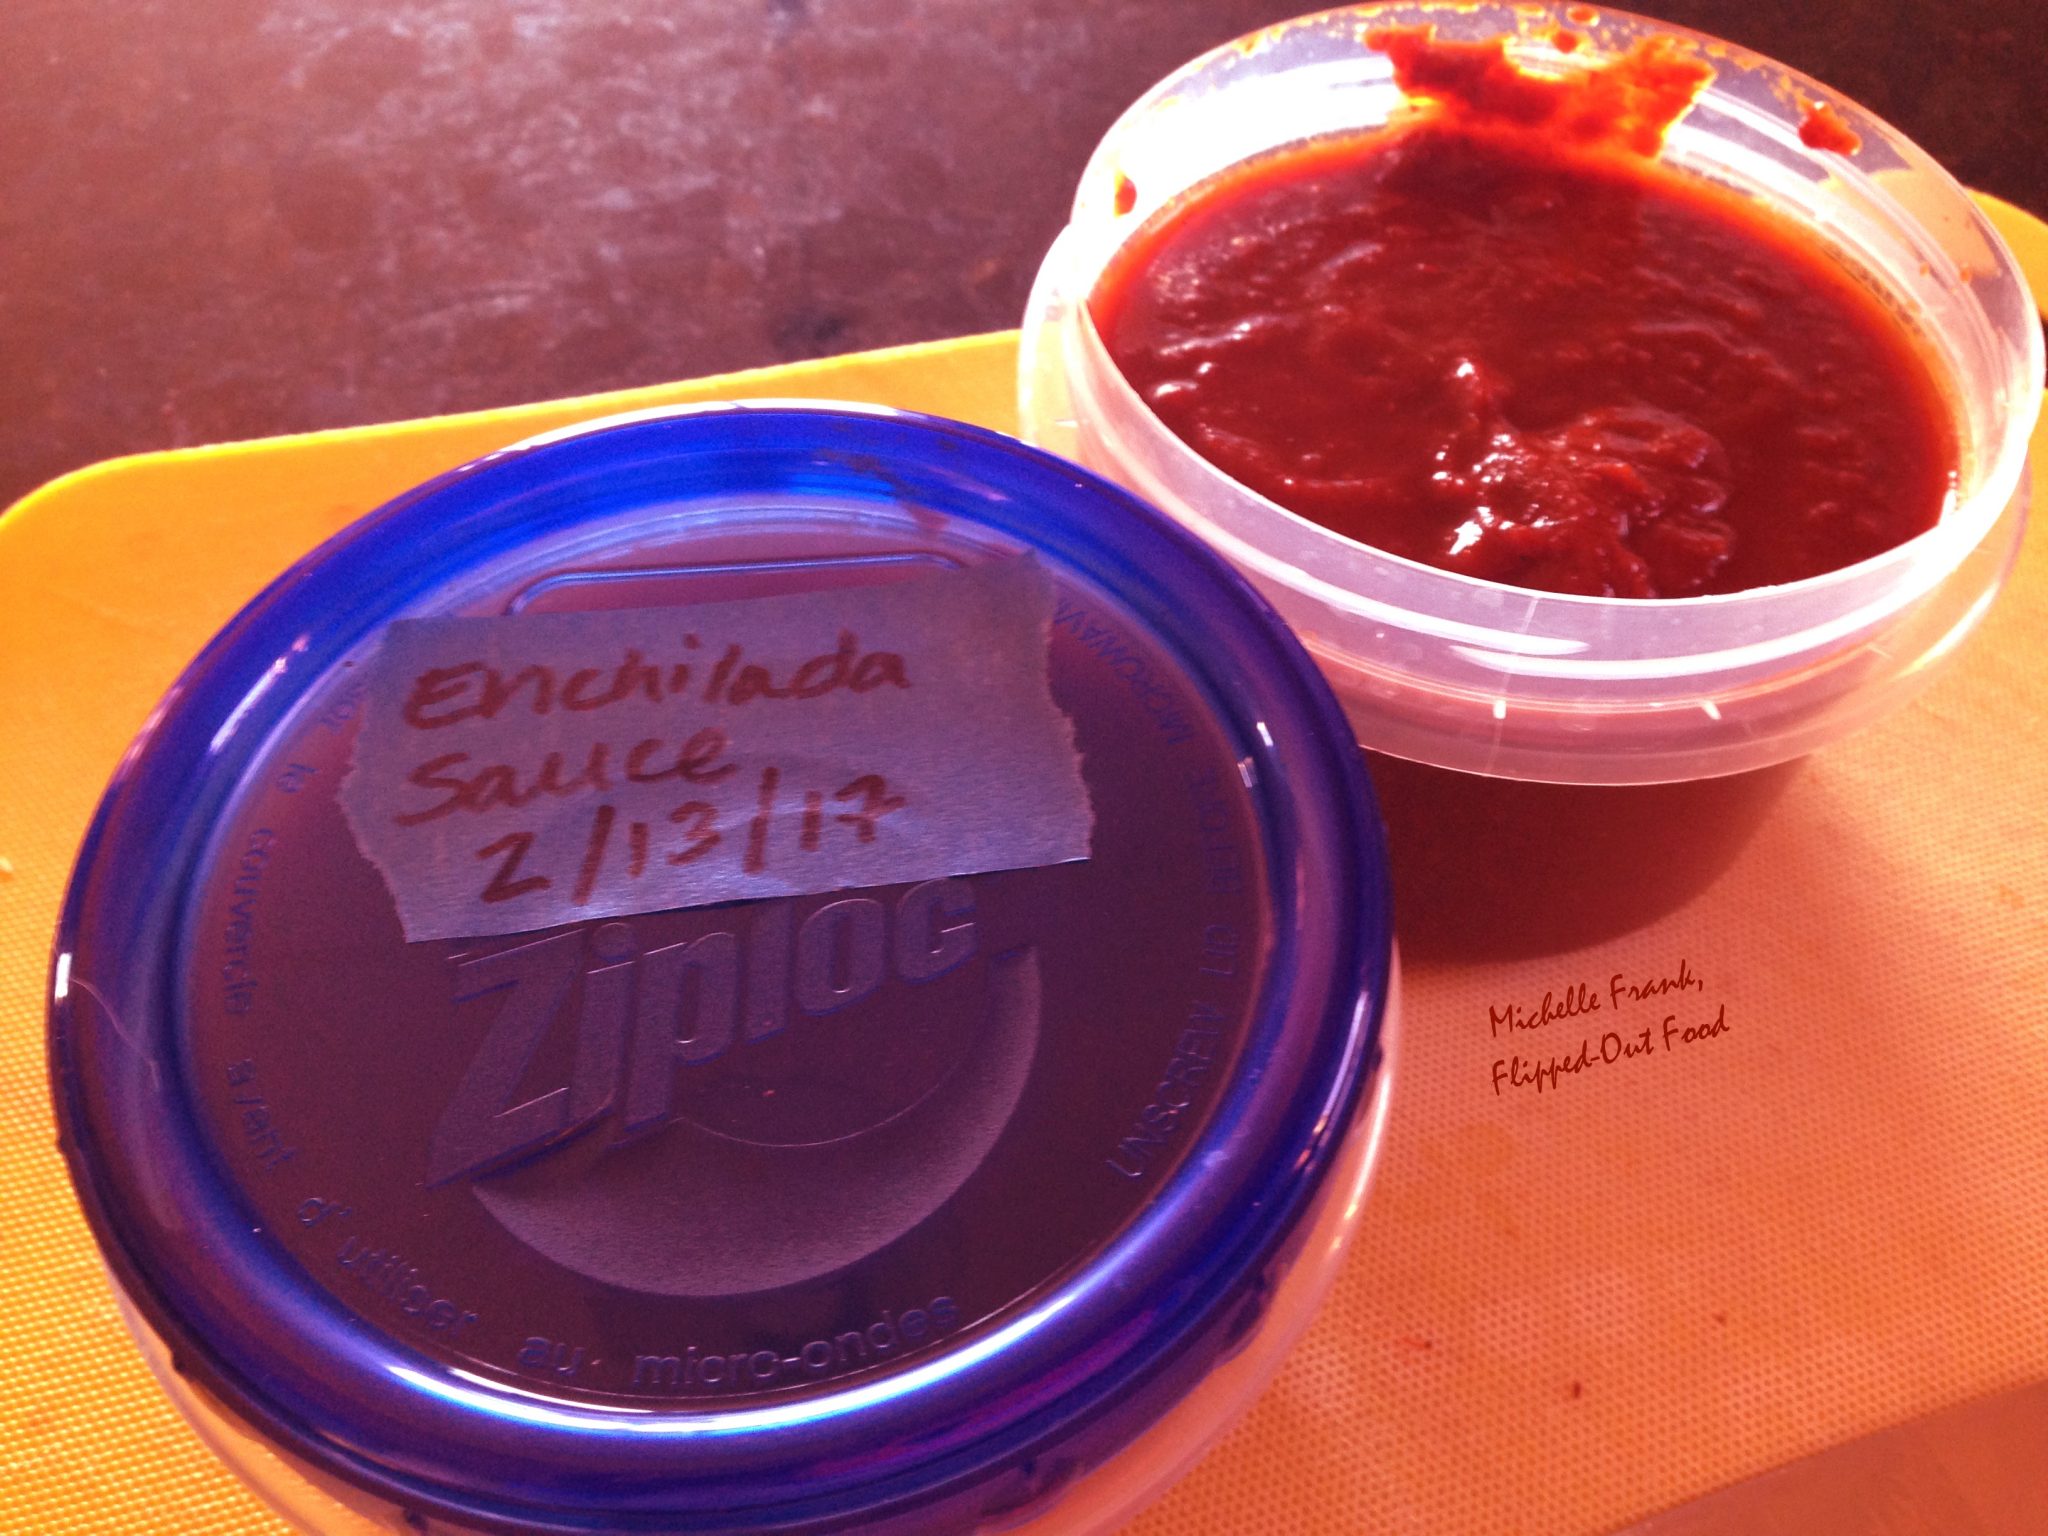 Enchilada
Sauce
2/13/17
Ziploc
le couvercle avant d'utiliser au micro-ondes
UNSCREW LID BEFORE MICROWAV
Michelle Frank,
Flipped-Out Food